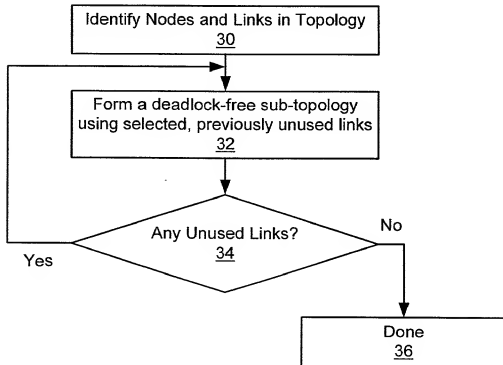 Identify Nodes and Links in Topology
30
Form a deadlock-free sub-topology
using selected, previously unused links
32
Any Unused Links?
34
Yes
No
Done
36